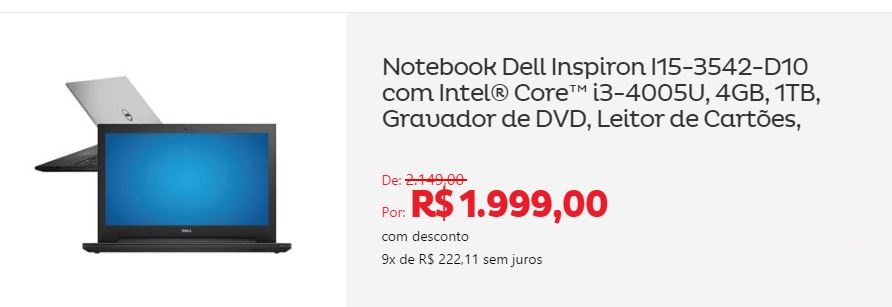 Notebook Dell Inspiron I15-3542-D10
com Intel® Core™ i3-4005U, 4GB, 1TB,
Gravador de DVD, Leitor de Cartões,
De: 2.149,00
Por: R$ 1.999,00
com desconto
9x de R$ 222,11 sem juros
DELL